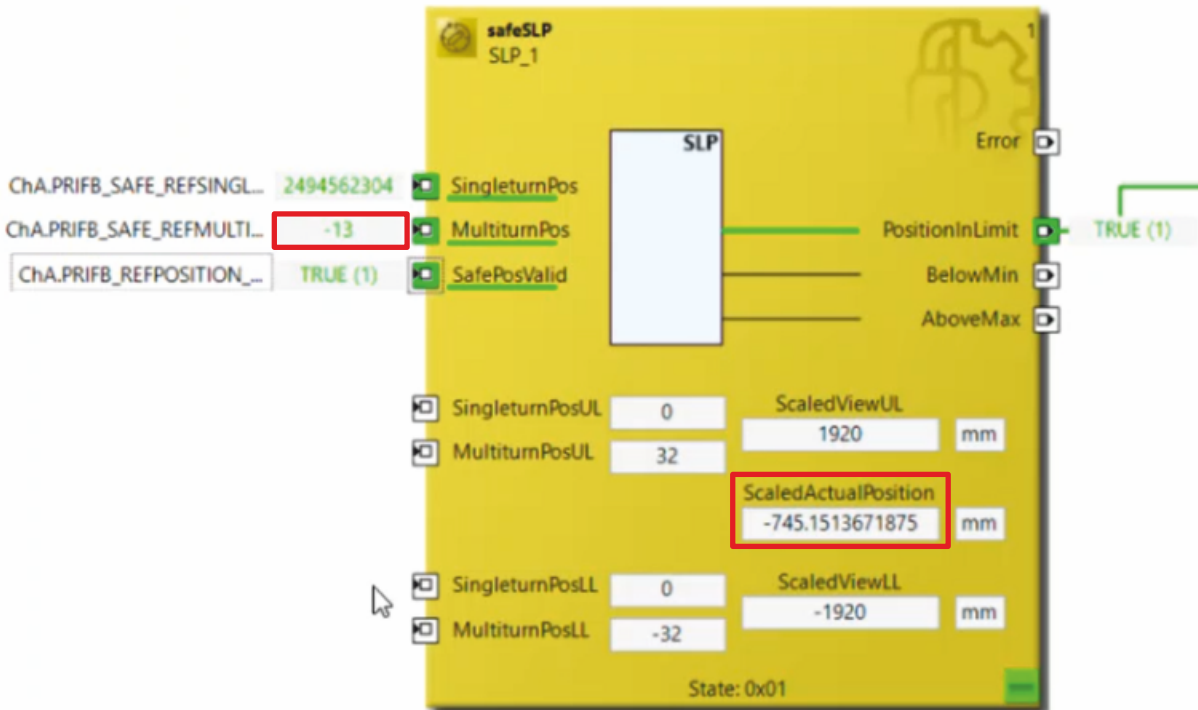 safeSLP
SLP_1
1
SLP
Error
ChA.PRIFB_SAFE_REFSINGL... 2494562304 SingleturnPos
ChA.PRIFB_SAFE_REFMULTI... -13 MultiturnPos PositionInLimit TRUE (1)
ChA.PRIFB_REFPOSITION_... TRUE (1) SafePosValid BelowMin
AboveMax
SingleturnPosUL 0 ScaledViewUL
1920 mm
MultiturnPosUL 32
ScaledActualPosition
-745.1513671875 mm
SingleturnPosLL 0 ScaledViewLL
-1920 mm
MultiturnPosLL -32
State: 0x01